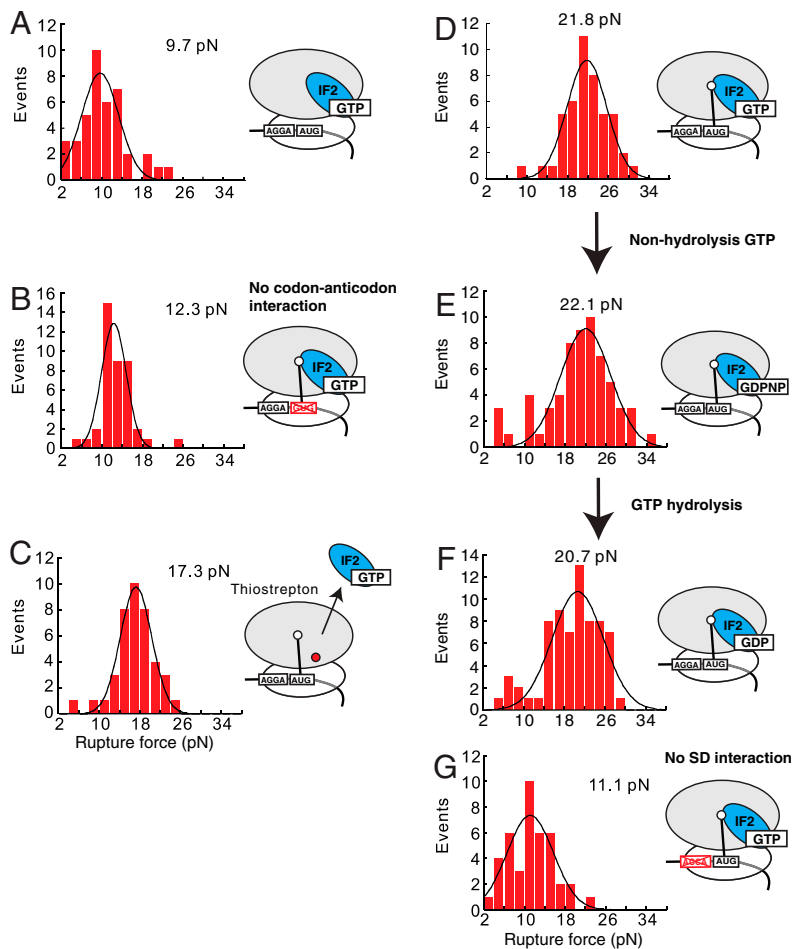 A
9.7 pN
Events
12
10
8
6
4
2
0
2 10 18 26 34
IF2
GTP
AGGA AUG
B
No codon-anticodon
interaction
12.3 pN
Events
16
14
12
10
8
6
4
2
0
2 10 18 26 34
IF2
GTP
AGGA GUC
C
17.3 pN
Events
12
10
8
6
4
2
0
2 10 18 26 34
Rupture force (pN)
Thiostrepton
IF2
GTP
AGGA AUG
D
21.8 pN
Events
12
10
8
6
4
2
0
2 10 18 26 34
IF2
GTP
AGGA AUG
Non-hydrolysis GTP
E
22.1 pN
Events
14
12
10
8
6
4
2
0
2 10 18 26 34
IF2
GDPNP
AGGA AUG
GTP hydrolysis
F
20.7 pN
Events
14
12
10
8
6
4
2
0
2 10 18 26 34
IF2
GDP
AGGA AUG
G
No SD interaction
11.1 pN
Events
12
10
8
6
4
2
0
2 10 18 26 34
Rupture force (pN)
IF2
GTP
AUG